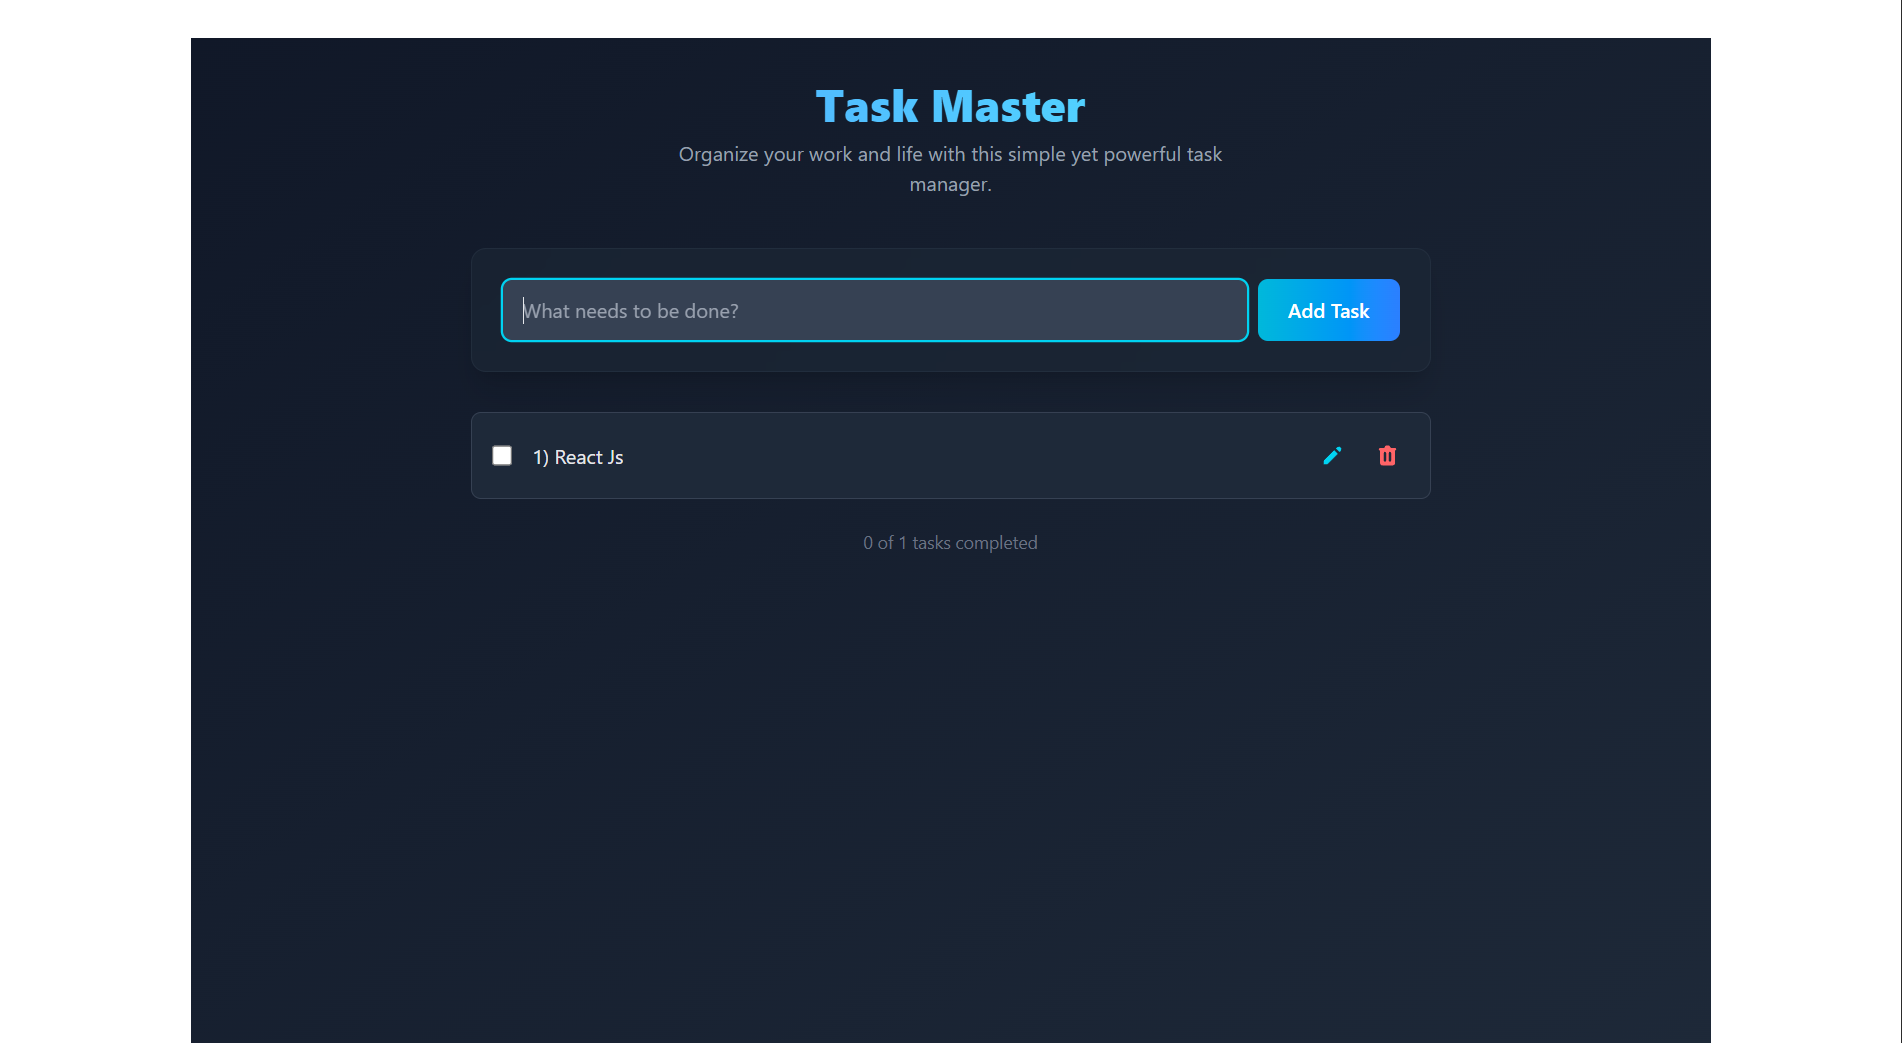 Task Master
Organize your work and life with this simple yet powerful task
manager.
What needs to be done?
Add Task
1) React Js
0 of 1 tasks completed